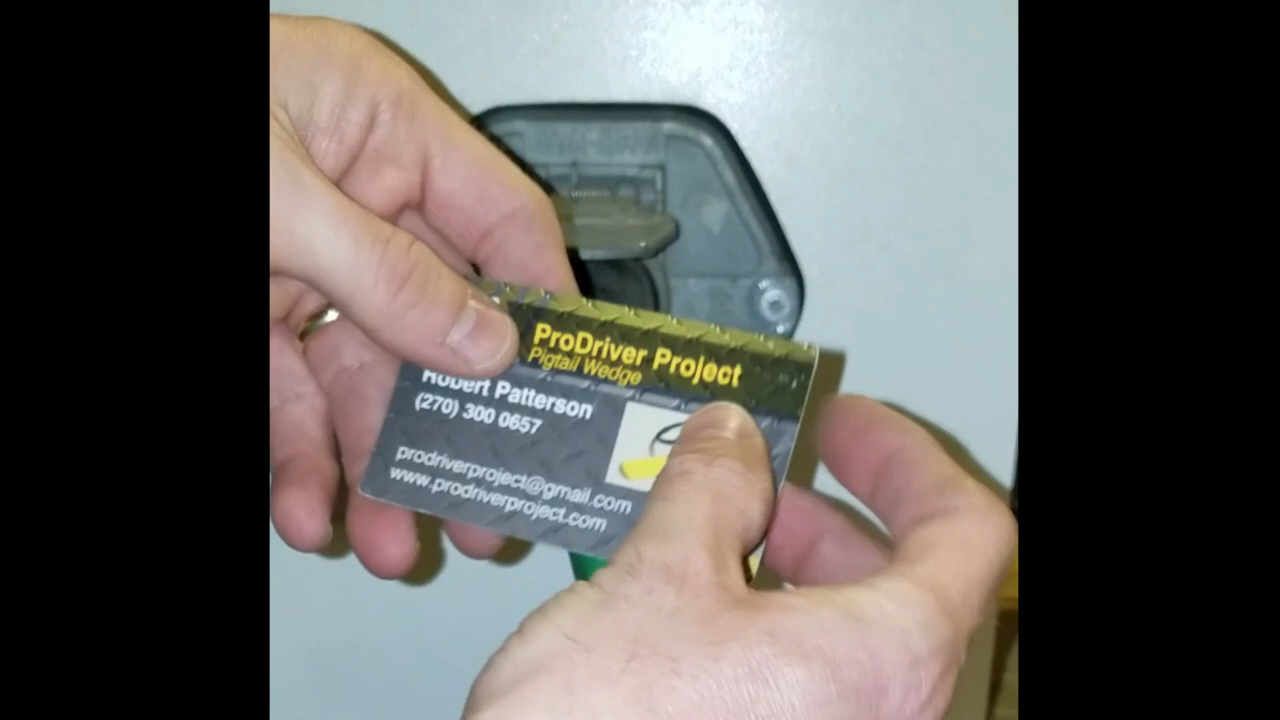 ProDriver Project
Pigtail Wedge
Robert Patterson
(270) 300 0657
prodriverproject@gmail.com
www.prodriverproject.com